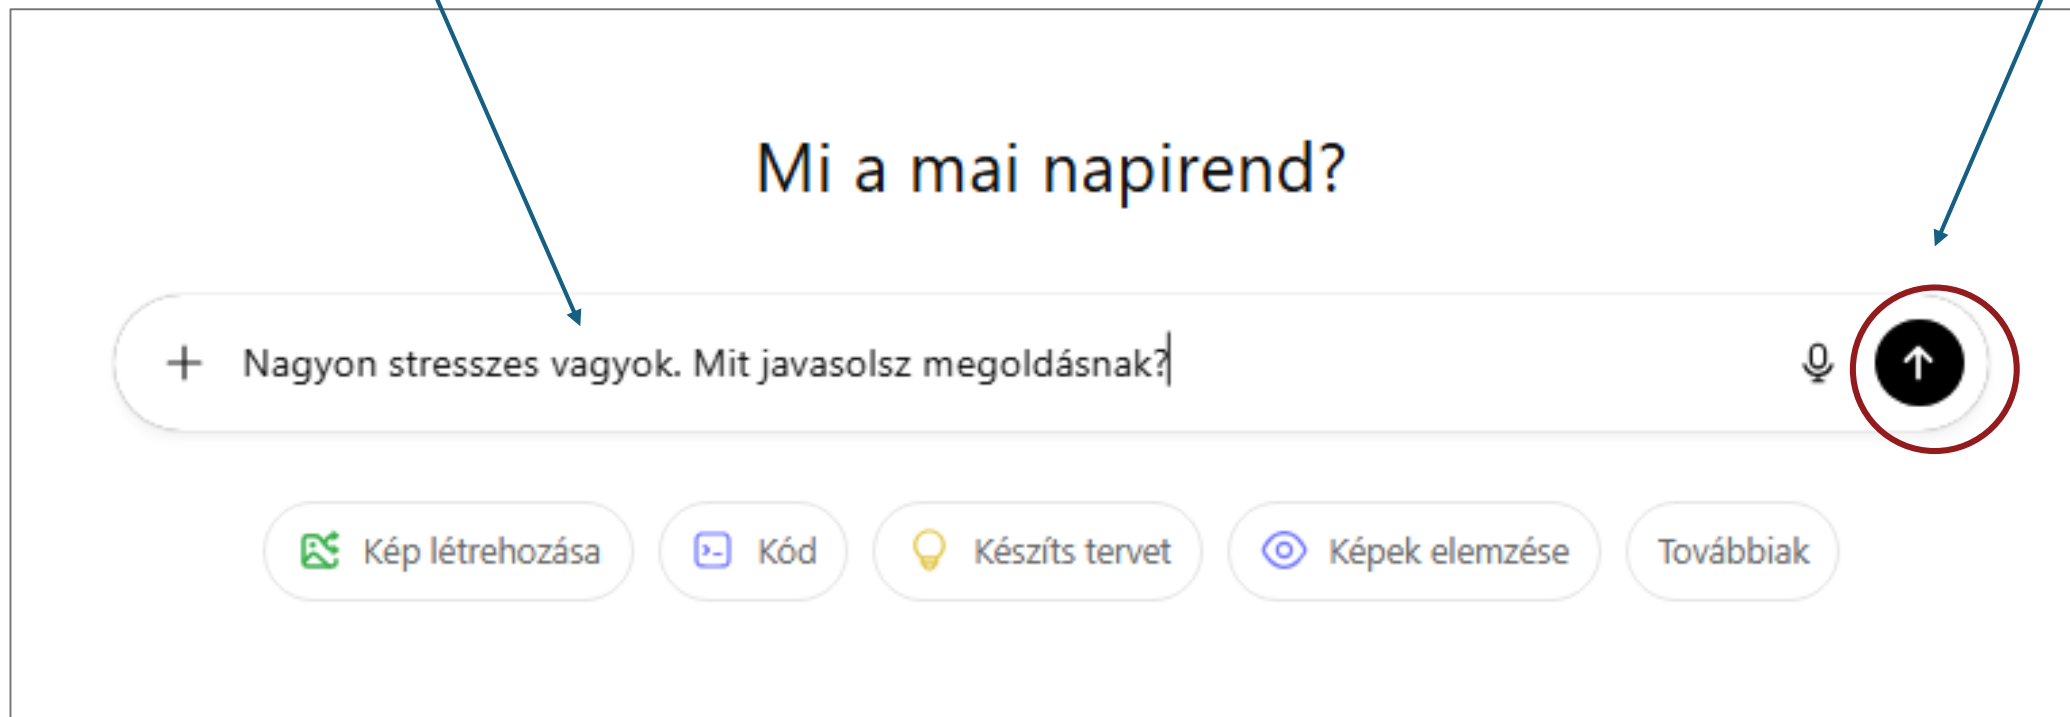 Mi a mai napirend?
Nagyon stresszes vagyok. Mit javasolsz megoldásnak?
Kép létrehozása
Kód
Készíts tervet
Képek elemzése
Továbbiak